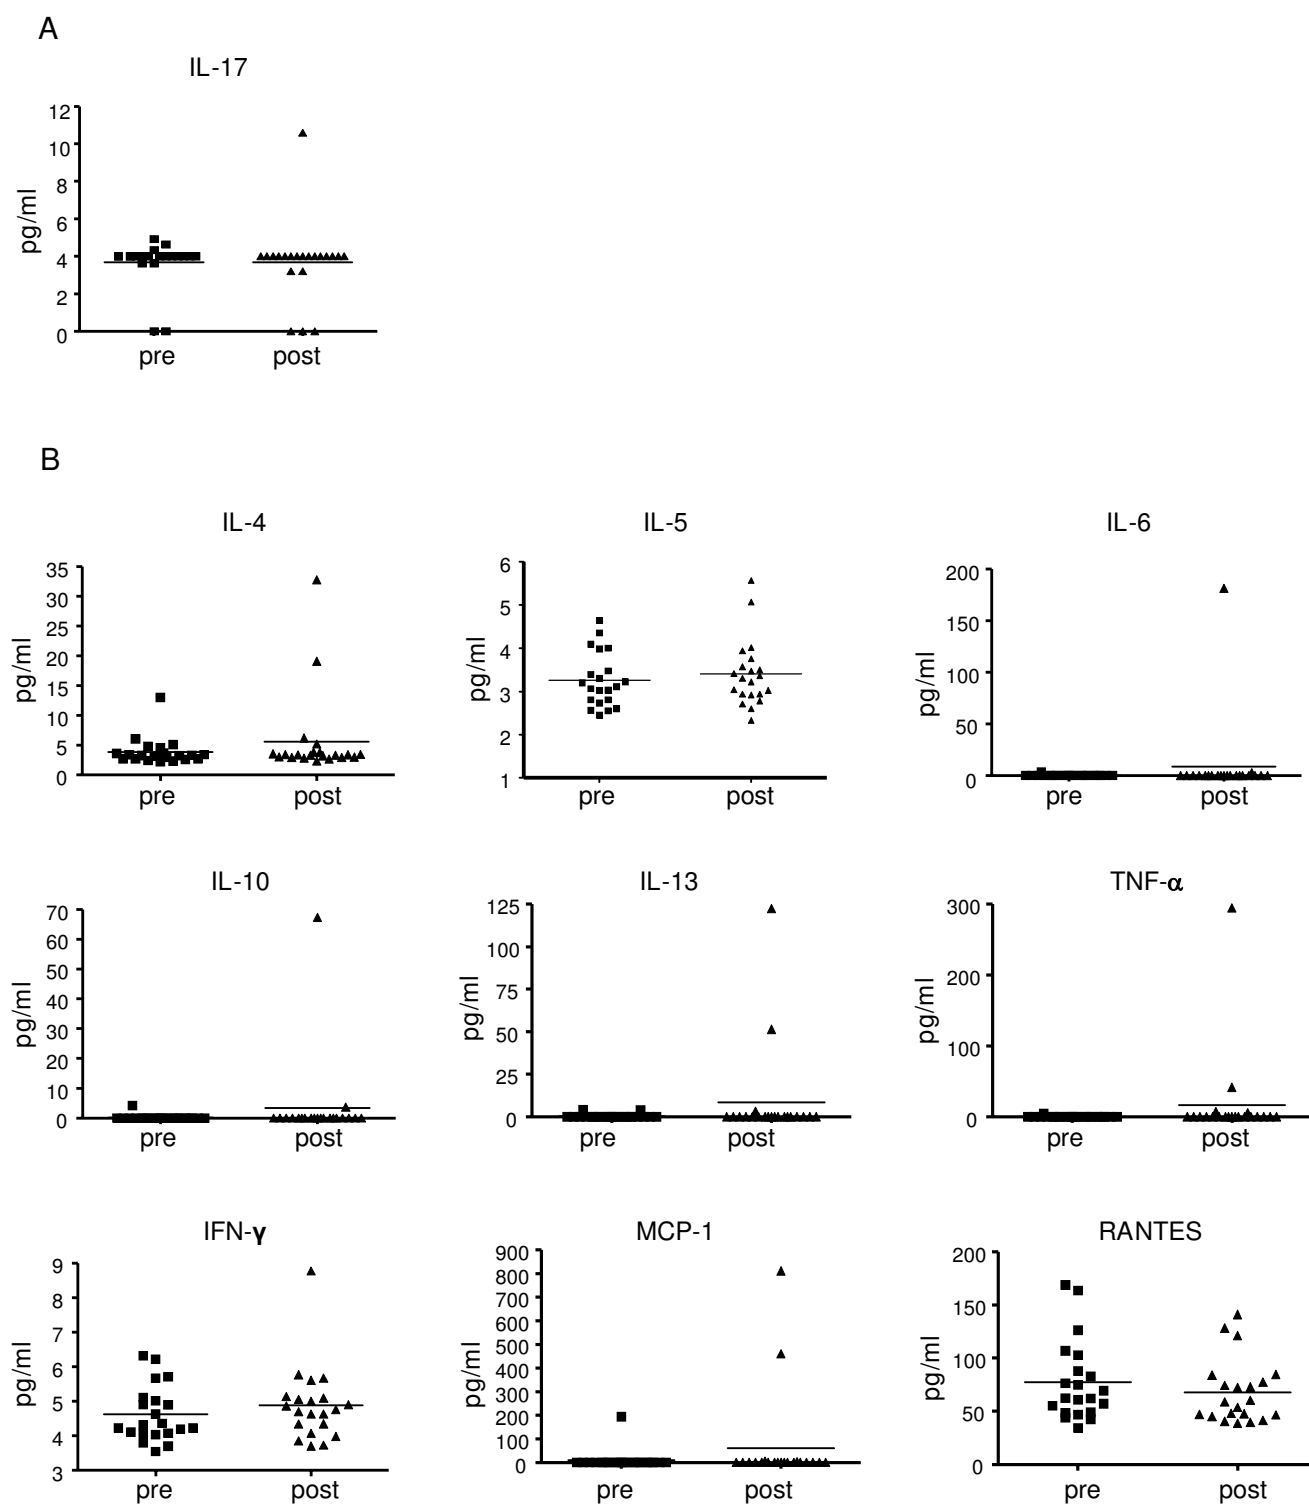 A
IL-17
12
10
8
6
4
2
0
pg/ml
pre post
B
IL-4
35
30
25
20
15
10
5
0
pg/ml
pre post
IL-5
6
5
4
3
2
1
pg/ml
pre post
IL-6
200
150
100
50
0
pg/ml
pre post
IL-10
70
60
50
40
30
20
10
0
pg/ml
pre post
IL-13
125
100
75
50
25
0
pg/ml
pre post
TNF-α
300
200
100
0
pg/ml
pre post
IFN-γ
9
8
7
6
5
4
3
pg/ml
pre post
MCP-1
900
800
700
600
500
400
300
200
100
0
pg/ml
pre post
RANTES
200
150
100
50
0
pg/ml
pre post